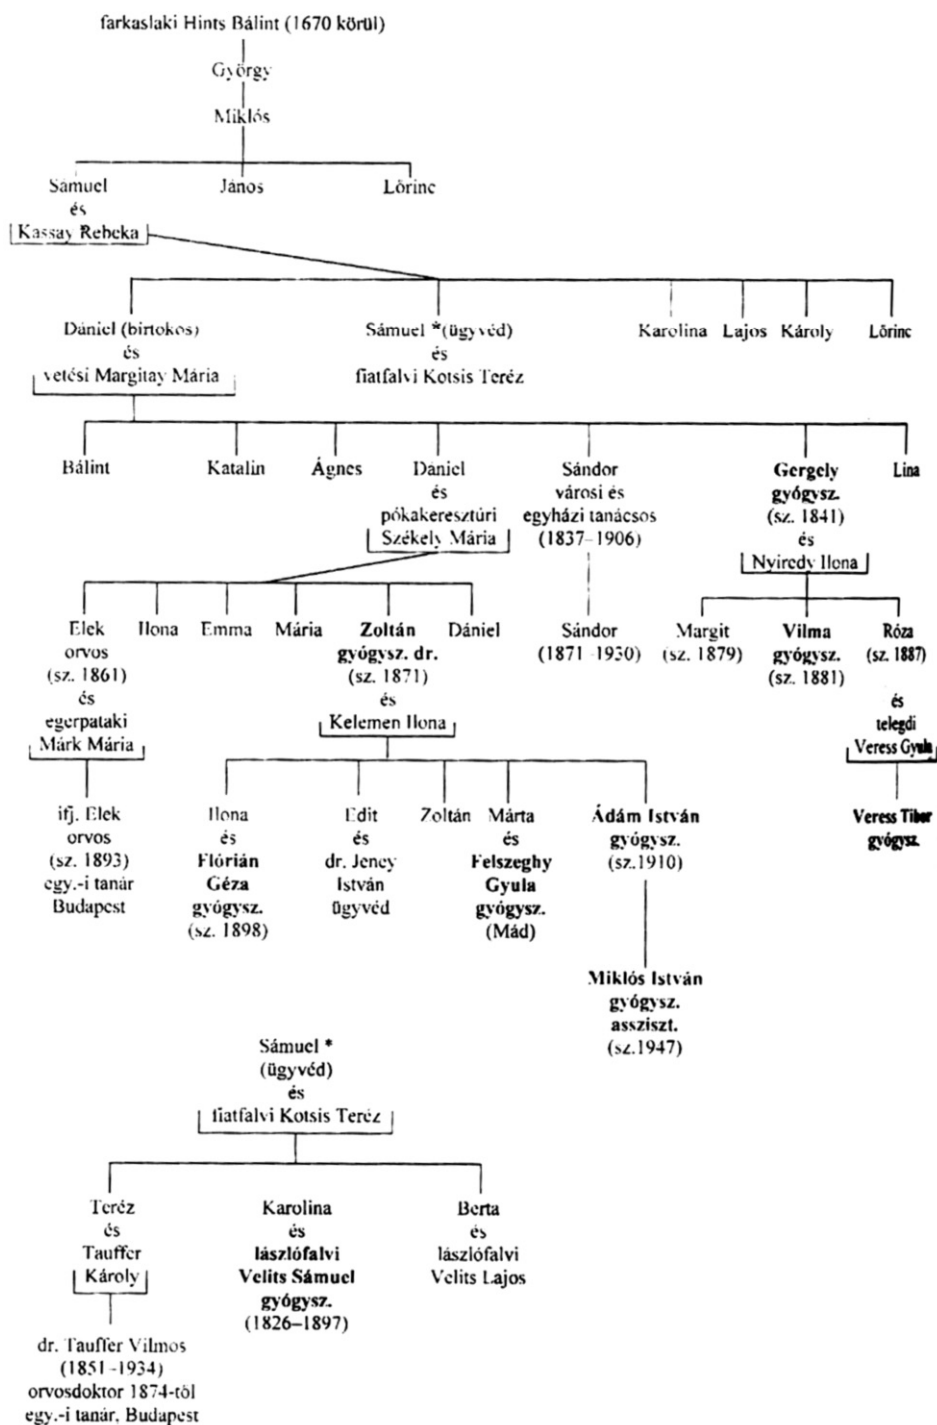 farkaslaki Hints Bálint (1670 körül)
György
Miklós
Sámuel
és
Kassay Rebeka
János
Lőrinc
Dániel (birtokos)
és
vetési Margitay Mária
Sámuel *(ügyvéd)
és
fiatfalvi Kotsis Teréz
Karolina
Lajos
Károly
Lőrinc
Bálint
Katalin
Ágnes
Dániel
és
pókakeresztúri
Székely Mária
Sándor
városi és
egyházi tanácsos
(1837–1906)
Gergely
gyógysz.
(sz. 1841)
és
Nyiredy Ilona
Lina
Elek
orvos
(sz. 1861)
és
egerpataki
Márk Mária
Ilona
Emma
Mária
Zoltán
gyógysz. dr.
(sz. 1871)
és
Kelemen Ilona
Dániel
Sándor
(1871–1930)
Margit
(sz. 1879)
Vilma
gyógysz.
(sz. 1881)
Róza
(sz. 1887)
és
telegdi
Veress Gyula
ifj. Elek
orvos
(sz. 1893)
egy.-i tanár
Budapest
Ilona
és
Flórián
Géza
gyógysz.
(sz. 1898)
Edit
és
dr. Jency
István
ügyvéd
Zoltán
Márta
és
Felszeghy
Gyula
gyógysz.
(Mád)
Ádám István
gyógysz.
(sz.1910)
Veress Tibor
gyógysz.
Miklós István
gyógysz.
assziszt.
(sz.1947)
Sámuel *
(ügyvéd)
és
fiatfalvi Kotsis Teréz
Teréz
és
Tauffer
Károly
Karolina
és
lászlófalvi
Velits Sámuel
gyógysz.
(1826–1897)
Berta
és
lászlófalvi
Velits Lajos
dr. Tauffer Vilmos
(1851–1934)
orvosdoktor 1874-től
egy.-i tanár, Budapest